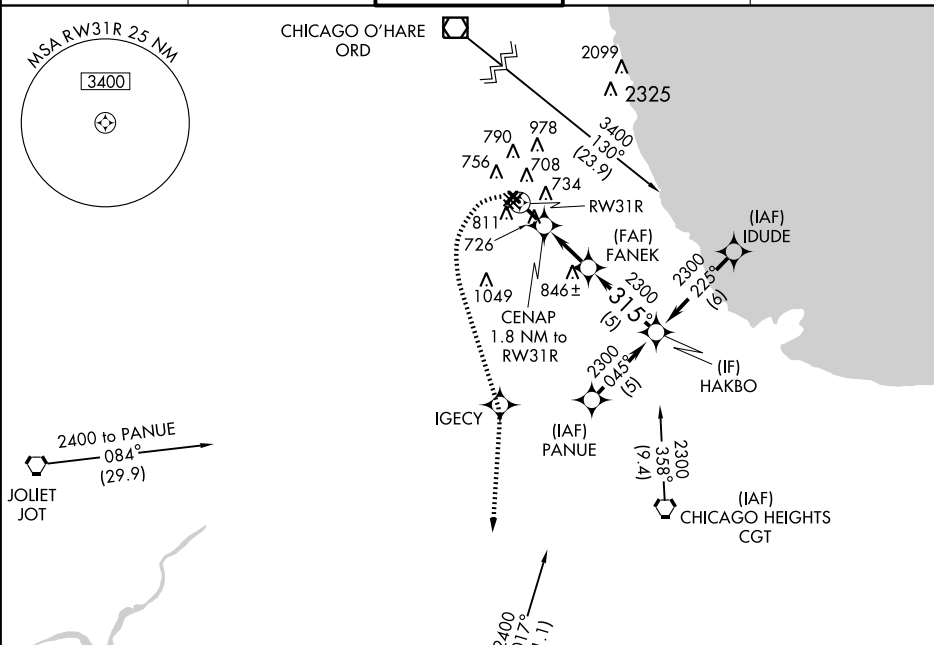 MSA RW31R 25 NM
3400
CHICAGO O'HARE
ORD
2099
2325
3400
130°
(23.9)
790
978
756
708
734
811
726
RW31R
(FAF)
FANEK
(IAF)
IDUDE
2300
225°
(6)
2300
315°
(5)
1049
846±
CENAP
1.8 NM to
RW31R
2300
045°
(5)
(IF)
HAKBO
IGECY
(IAF)
PANUE
2400 to PANUE
084°
(29.9)
JOLIET
JOT
2300
358°
(9.4)
(IAF)
CHICAGO HEIGHTS
CGT
2400
017°